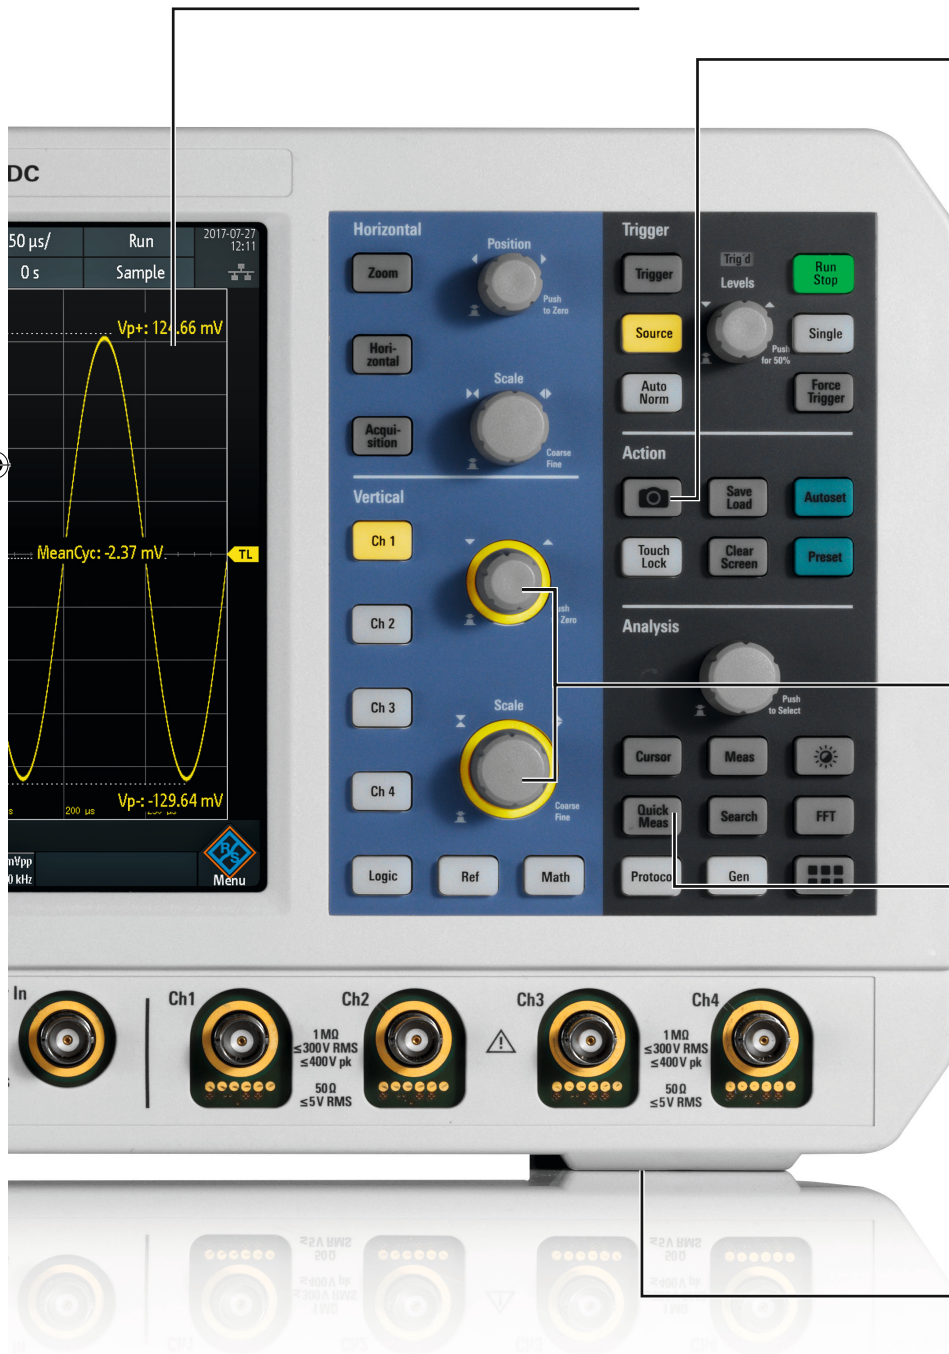 DC
50 µs/
Run
2017-07-27
12:11
0 s
Sample
Vp+: 124.66 mV
MeanCyc: -2.37 mV
TL
Vp-: -129.64 mV
200 µs
Menu
Horizontal
Position
Zoom
Push
to Zero
Hori-
zontal
Scale
Acqui-
sition
Coarse
Fine
Vertical
Ch 1
Ch 2
Zero
Ch 3
Scale
Ch 4
Coarse
Fine
Logic
Ref
Math
Trigger
Trigger
Trig'd
Levels
Run
Stop
Source
Push
for 50%
Single
Auto
Norm
Force
Trigger
Action
Save
Load
Autoset
Touch
Lock
Clear
Screen
Preset
Analysis
Push
to Select
Cursor
Meas
Quick
Meas
Search
FFT
Protocol
Gen
In
Ch1
Ch2
Ch3
Ch4
1 MΩ
≤300 V RMS
≤400 V pk
50 Ω
≤5 V RMS
1 MΩ
≤300 V RMS
≤400 V pk
50 Ω
≤5 V RMS